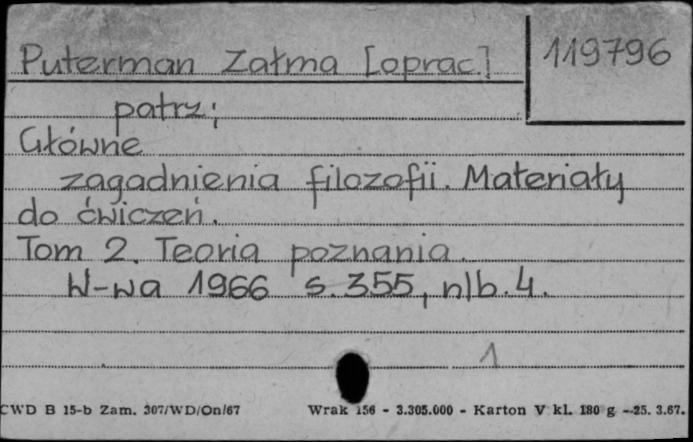 Puterman Załma [oprac.]
119796
patrz;
Główne
zagadnienia filozofii. Materiały
do ćwiczeń.
Tom 2. Teoria poznania.
W-wa 1966 s. 355, nlb. 4.
1
CWD B 15-b Zam. 307/WD/On/67 Wrak 156 - 3.305.000 - Karton V kl. 180 g -25. 3.67.